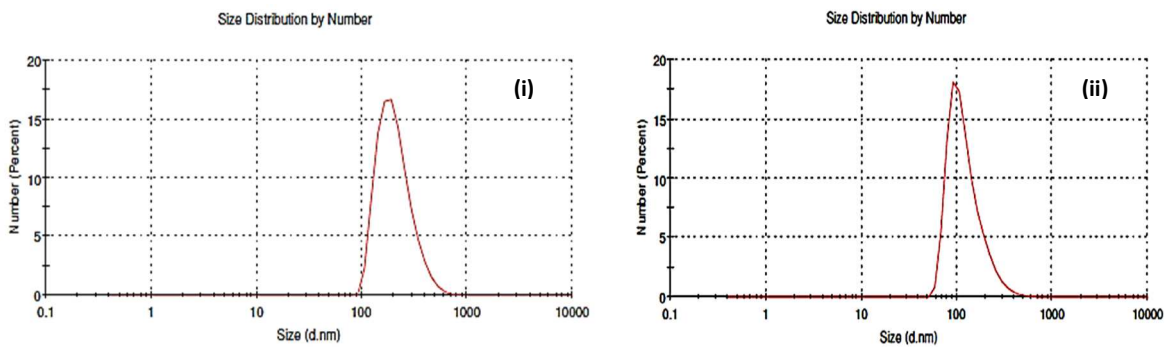 Size Distribution by Number
(i)
Number (Percent)
20
15
10
5
0
0.1 1 10 100 1000 10000
Size (d.nm)
Size Distribution by Number
(ii)
Number (Percent)
20
15
10
5
0
0.1 1 10 100 1000 10000
Size (d.nm)